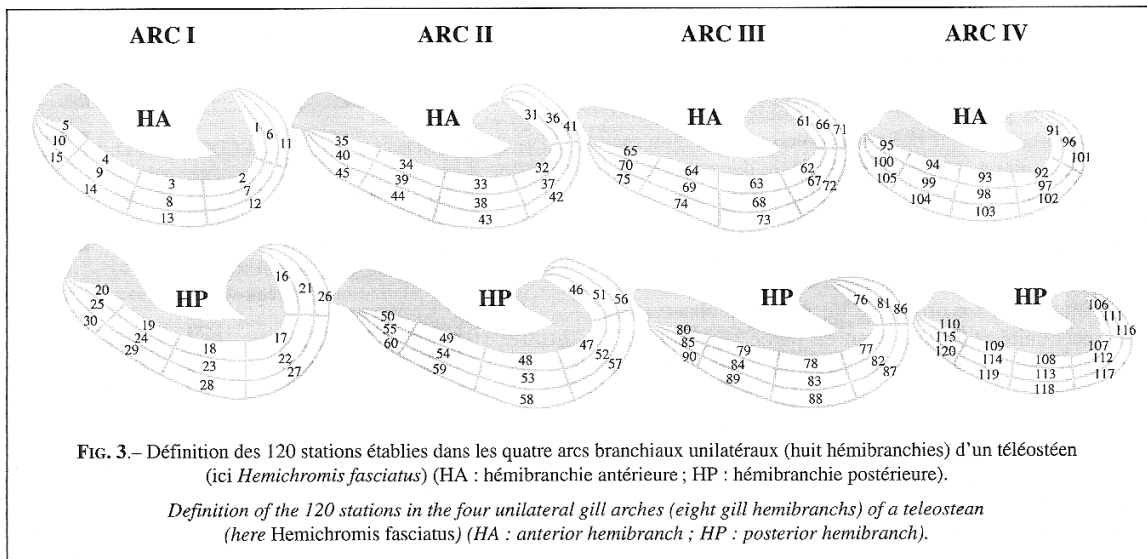 ARC I ARC II ARC III ARC IV
HA HA HA HA
5 1 6 11
10
15 4 2
9 3 7
14 8 12
13
35 31 36 41
40 34 32
45 39 33 37
44 38 42
43
65 61 66 71
70 64 62
75 69 63 67 72
74 68
73
95 91 96 101
100 94 92
105 99 93 97
104 98 102
103
HP HP HP HP
20 16 21 26
25 19 17
30 24 18 22
29 23 27
28
50 46 51 56
55 49 47
60 54 48 52 57
59 53
58
80 76 81 86
85 79 77
90 84 78 82 87
89 83
88
110 106 111 116
115 109 107
120 114 108 112
119 113 117
118
FIG. 3.– Définition des 120 stations établies dans les quatre arcs branchiaux unilatéraux (huit hémibranchies) d'un téléostéen
(ici Hemichromis fasciatus) (HA : hémibranchie antérieure ; HP : hémibranchie postérieure).
Definition of the 120 stations in the four unilateral gill arches (eight gill hemibranchs) of a teleostean
(here Hemichromis fasciatus) (HA : anterior hemibranch ; HP : posterior hemibranch).